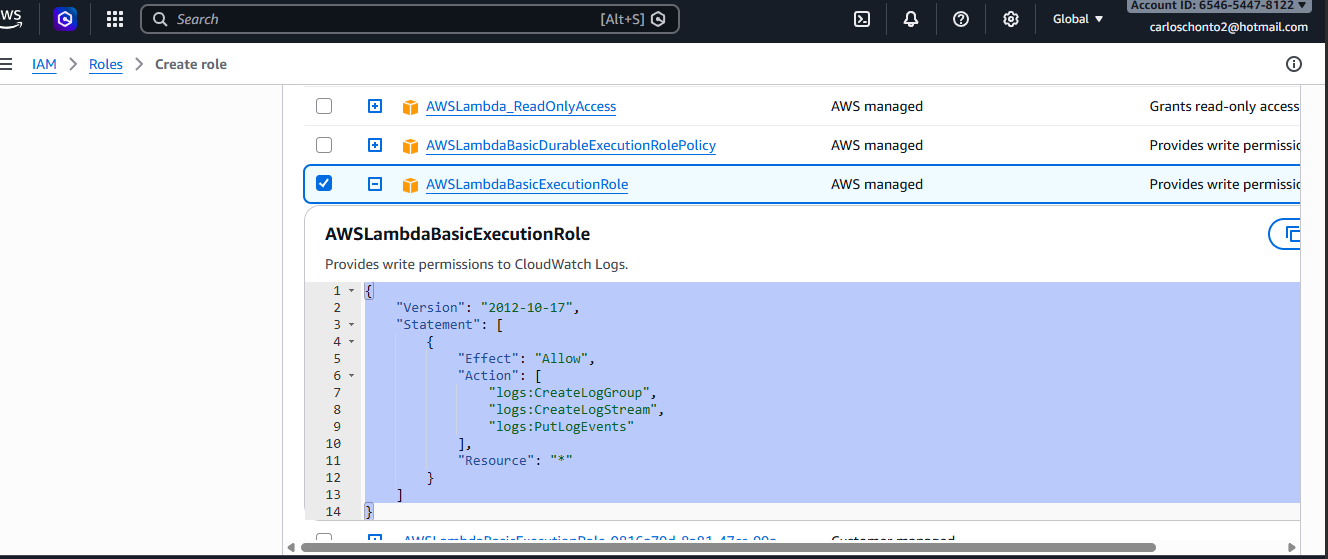 aws
Search [Alt+S]
Global
Account ID: 6546-5447-8122
carloschonto2@hotmail.com
IAM > Roles > Create role
AWSLambda_ReadOnlyAccess AWS managed Grants read-only access
AWSLambdaBasicDurableExecutionRolePolicy AWS managed Provides write permissic
AWSLambdaBasicExecutionRole AWS managed Provides write permissic
AWSLambdaBasicExecutionRole
Provides write permissions to CloudWatch Logs.
1 {
2 "Version": "2012-10-17",
3 "Statement": [
4 {
5 "Effect": "Allow",
6 "Action": [
7 "logs:CreateLogGroup",
8 "logs:CreateLogStream",
9 "logs:PutLogEvents"
10 ],
11 "Resource": "*"
12 }
13 ]
14 }
Customer managed